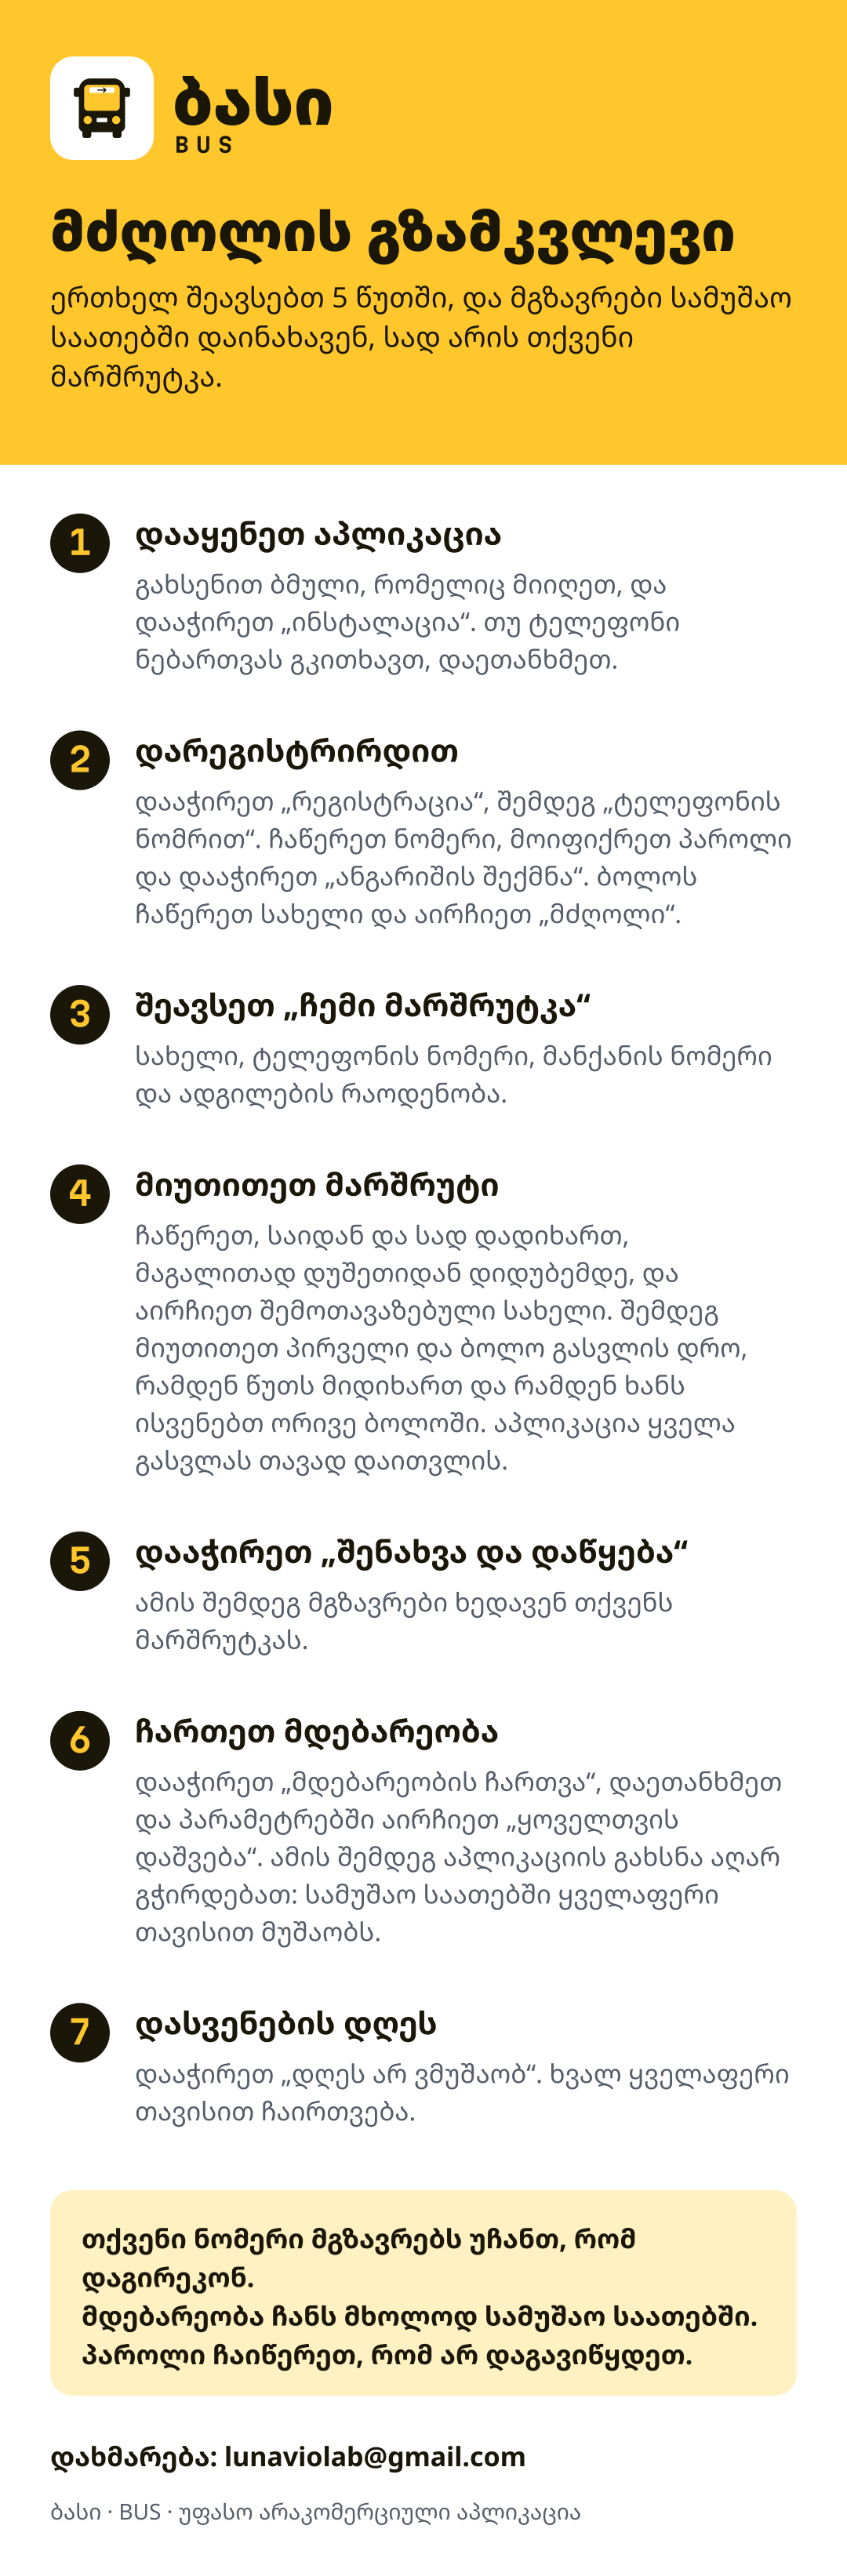 ბასი
BUS
მძღოლის გზამკვლევი
ერთხელ შეავსებთ 5 წუთში, და მგზავრები სამუშაო
საათებში დაინახავენ, სად არის თქვენი
მარშრუტკა.
1
დააყენეთ აპლიკაცია
გახსენით ბმული, რომელიც მიიღეთ, და
დააჭირეთ „ინსტალაცია“. თუ ტელეფონი
ნებართვას გკითხავთ, დაეთანხმეთ.
2
დარეგისტრირდით
დააჭირეთ „რეგისტრაცია“, შემდეგ „ტელეფონის
ნომრით“. ჩაწერეთ ნომერი, მოიფიქრეთ პაროლი
და დააჭირეთ „ანგარიშის შექმნა“. ბოლოს
ჩაწერეთ სახელი და აირჩიეთ „მძღოლი“.
3
შეავსეთ „ჩემი მარშრუტკა“
სახელი, ტელეფონის ნომერი, მანქანის ნომერი
და ადგილების რაოდენობა.
4
მიუთითეთ მარშრუტი
ჩაწერეთ, საიდან და სად დადიხართ,
მაგალითად დუშეთიდან დიდუბემდე, და
აირჩიეთ შემოთავაზებული სახელი. შემდეგ
მიუთითეთ პირველი და ბოლო გასვლის დრო,
რამდენ წუთს მიდიხართ და რამდენ ხანს
ისვენებთ ორივე ბოლოში. აპლიკაცია ყველა
გასვლას თავად დაითვლის.
5
დააჭირეთ „შენახვა და დაწყება“
ამის შემდეგ მგზავრები ხედავენ თქვენს
მარშრუტკას.
6
ჩართეთ მდებარეობა
დააჭირეთ „მდებარეობის ჩართვა“, დაეთანხმეთ
და პარამეტრებში აირჩიეთ „ყოველთვის
დაშვება“. ამის შემდეგ აპლიკაციის გახსნა აღარ
გჭირდებათ: სამუშაო საათებში ყველაფერი
თავისით მუშაობს.
7
დასვენების დღეს
დააჭირეთ „დღეს არ ვმუშაობ“. ხვალ ყველაფერი
თავისით ჩაირთვება.
თქვენი ნომერი მგზავრებს უჩანთ, რომ
დაგირეკონ.
მდებარეობა ჩანს მხოლოდ სამუშაო საათებში.
პაროლი ჩაიწერეთ, რომ არ დაგავიწყდეთ.
დახმარება: lunaviolab@gmail.com
ბასი · BUS · უფასო არაკომერციული აპლიკაცია